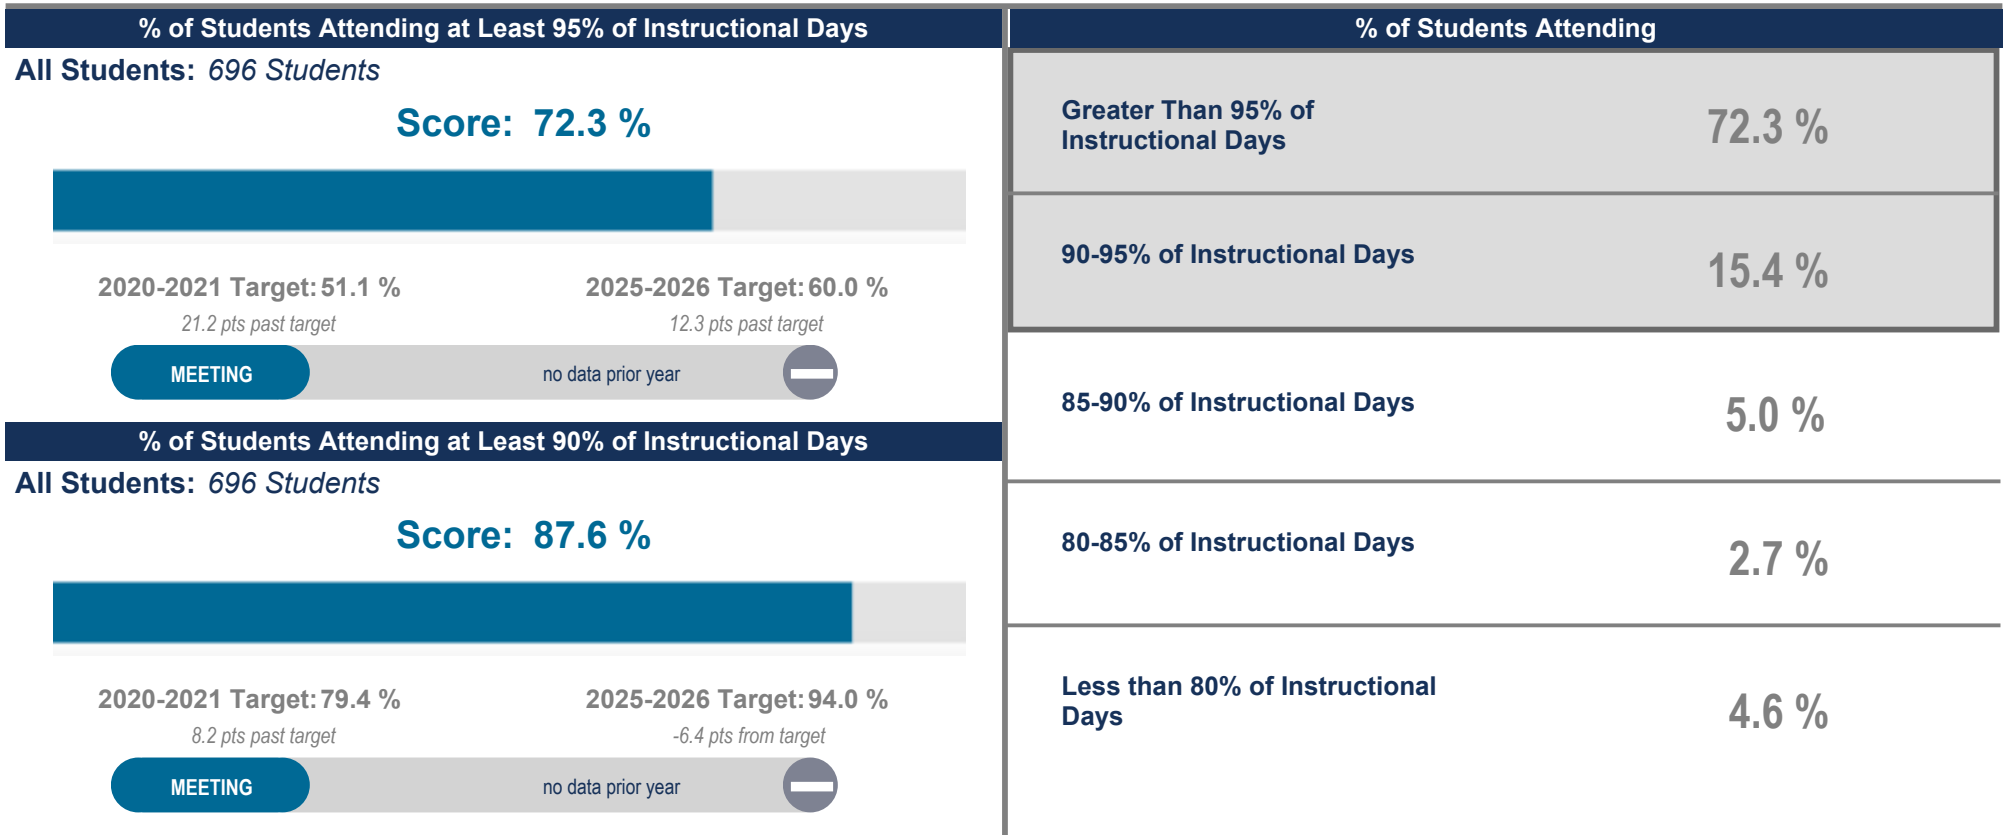 % of Students Attending at Least 95% of Instructional Days
All Students: 696 Students
Score: 72.3 %
2020-2021 Target: 51.1 %
21.2 pts past target
2025-2026 Target: 60.0 %
12.3 pts past target
MEETING
no data prior year
% of Students Attending at Least 90% of Instructional Days
All Students: 696 Students
Score: 87.6 %
2020-2021 Target: 79.4 %
8.2 pts past target
2025-2026 Target: 94.0 %
-6.4 pts from target
MEETING
no data prior year
% of Students Attending
Greater Than 95% of
Instructional Days
72.3 %
90-95% of Instructional Days
15.4 %
85-90% of Instructional Days
5.0 %
80-85% of Instructional Days
2.7 %
Less than 80% of Instructional
Days
4.6 %